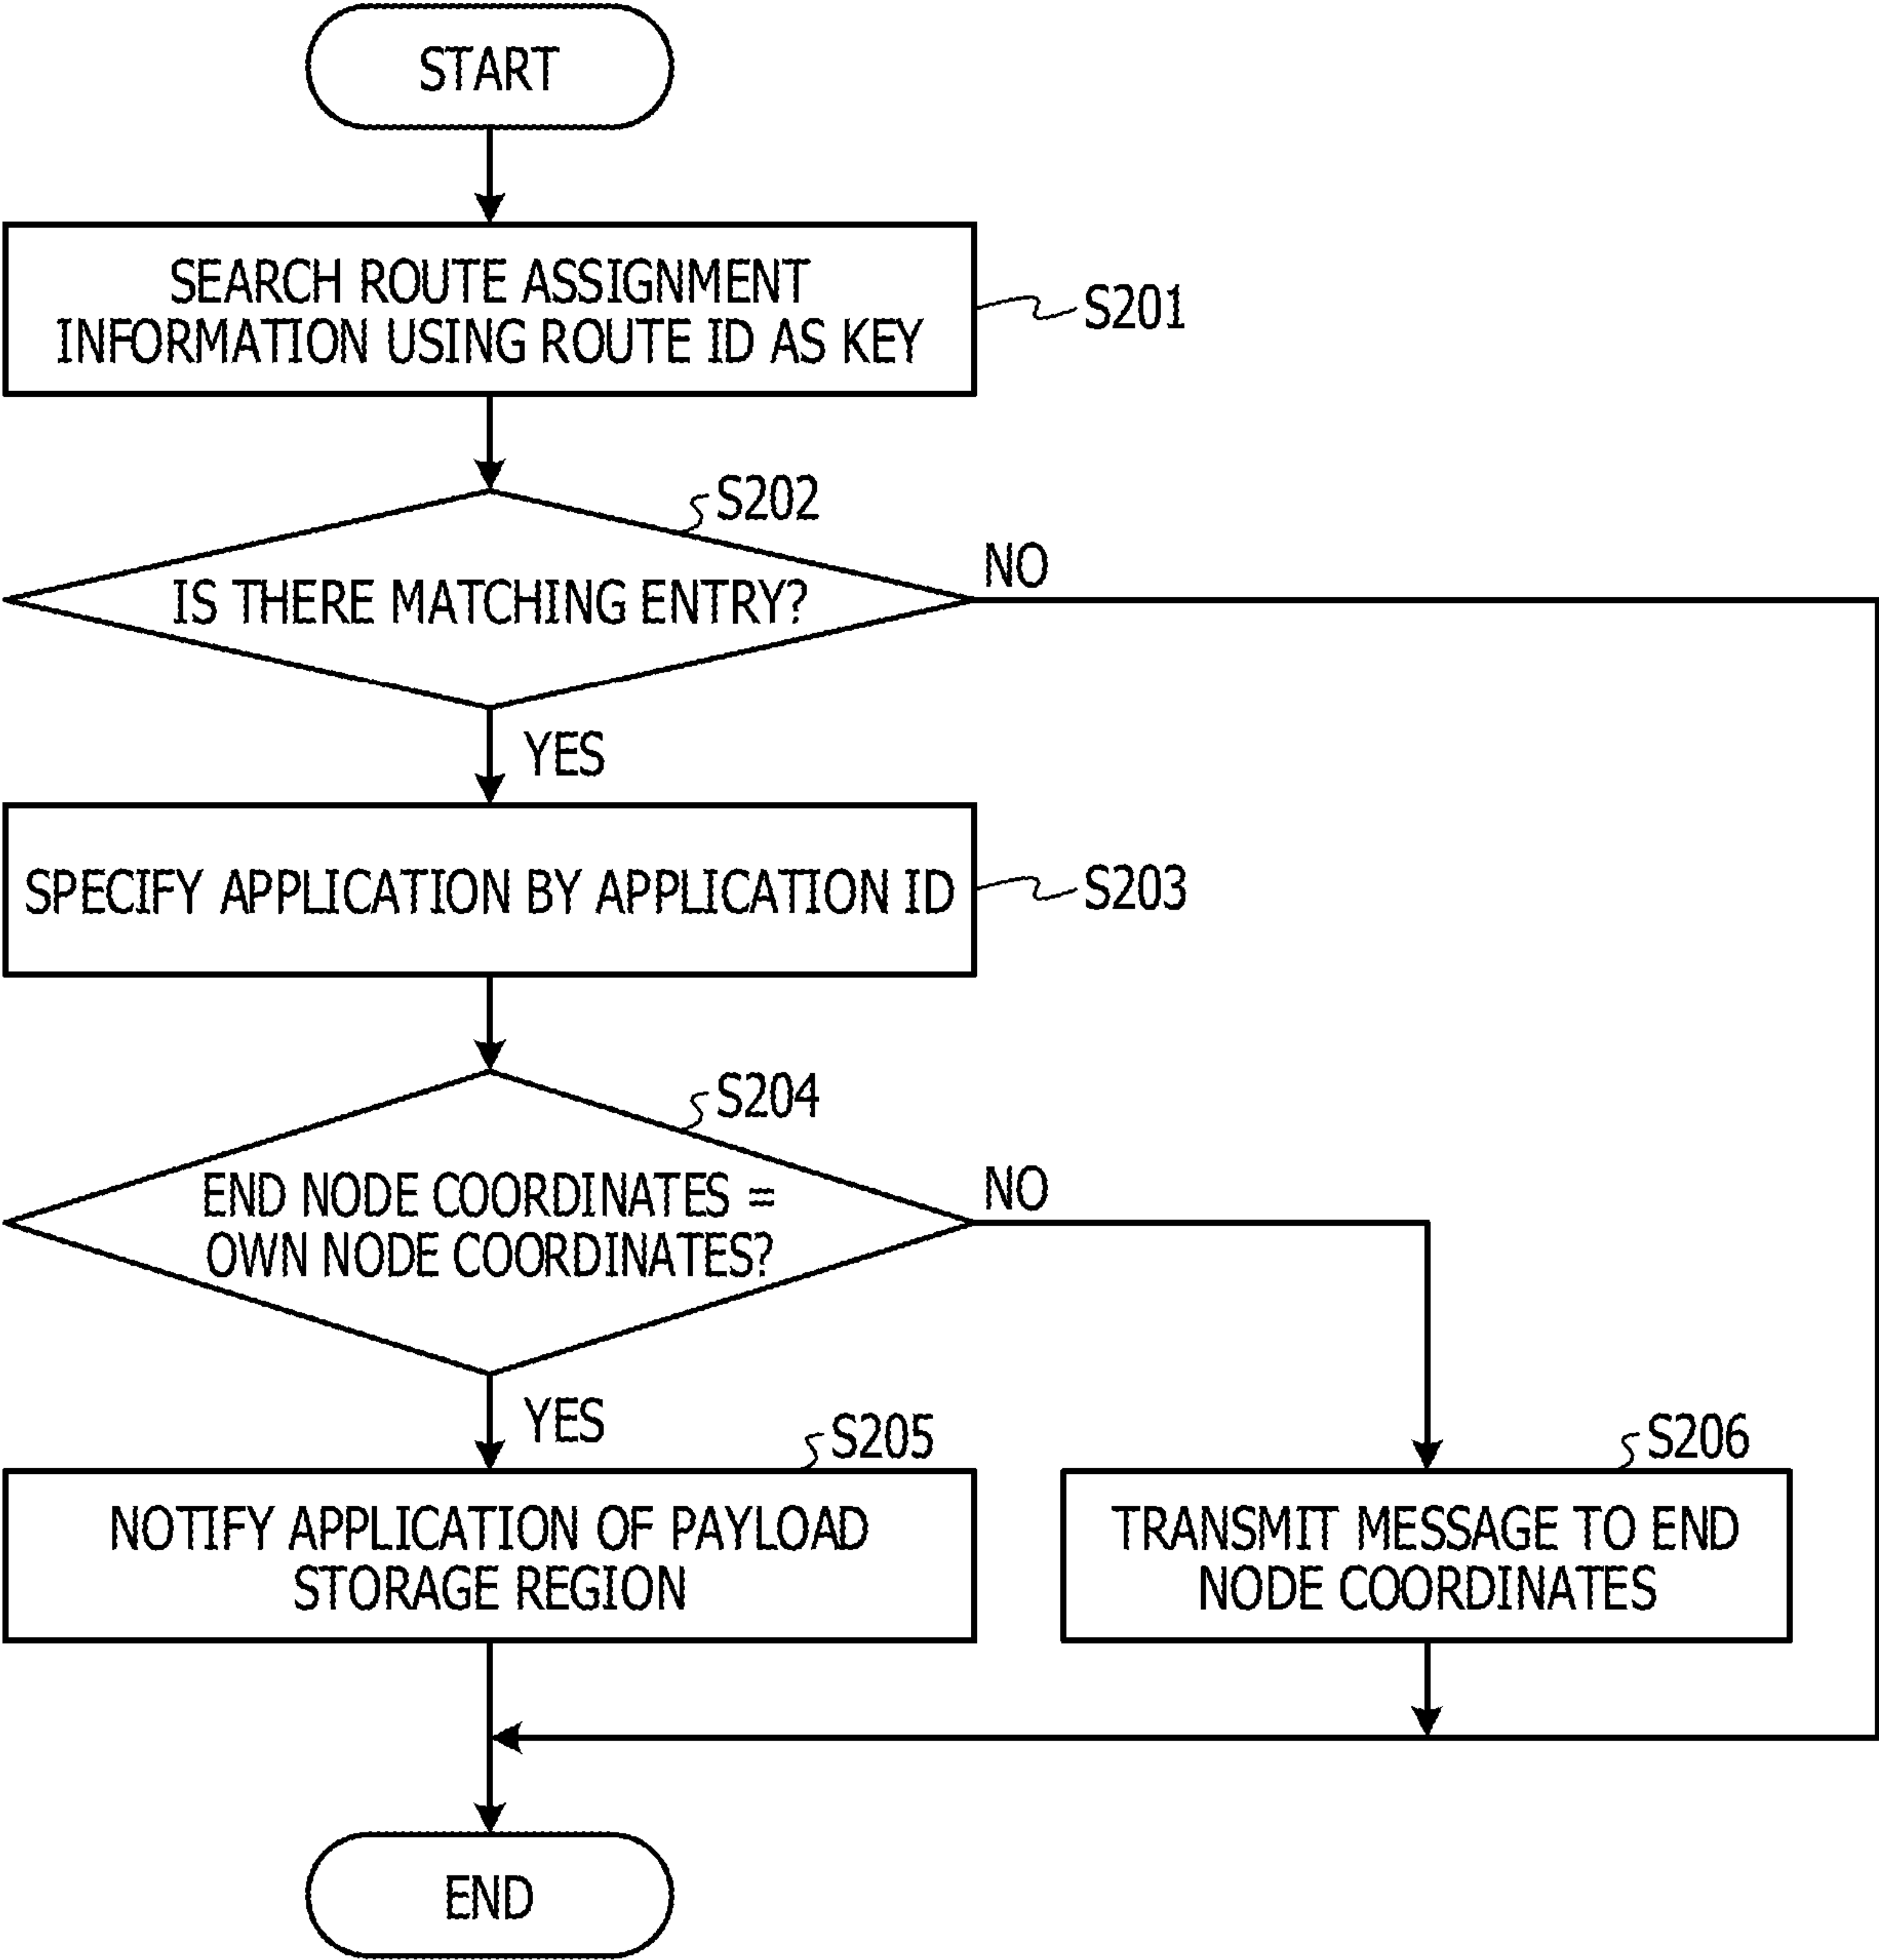 START
SEARCH ROUTE ASSIGNMENT
INFORMATION USING ROUTE ID AS KEY
S201
S202
IS THERE MATCHING ENTRY?
NO
YES
SPECIFY APPLICATION BY APPLICATION ID
S203
S204
END NODE COORDINATES =
OWN NODE COORDINATES?
NO
YES
S205
NOTIFY APPLICATION OF PAYLOAD
STORAGE REGION
S206
TRANSMIT MESSAGE TO END
NODE COORDINATES
END